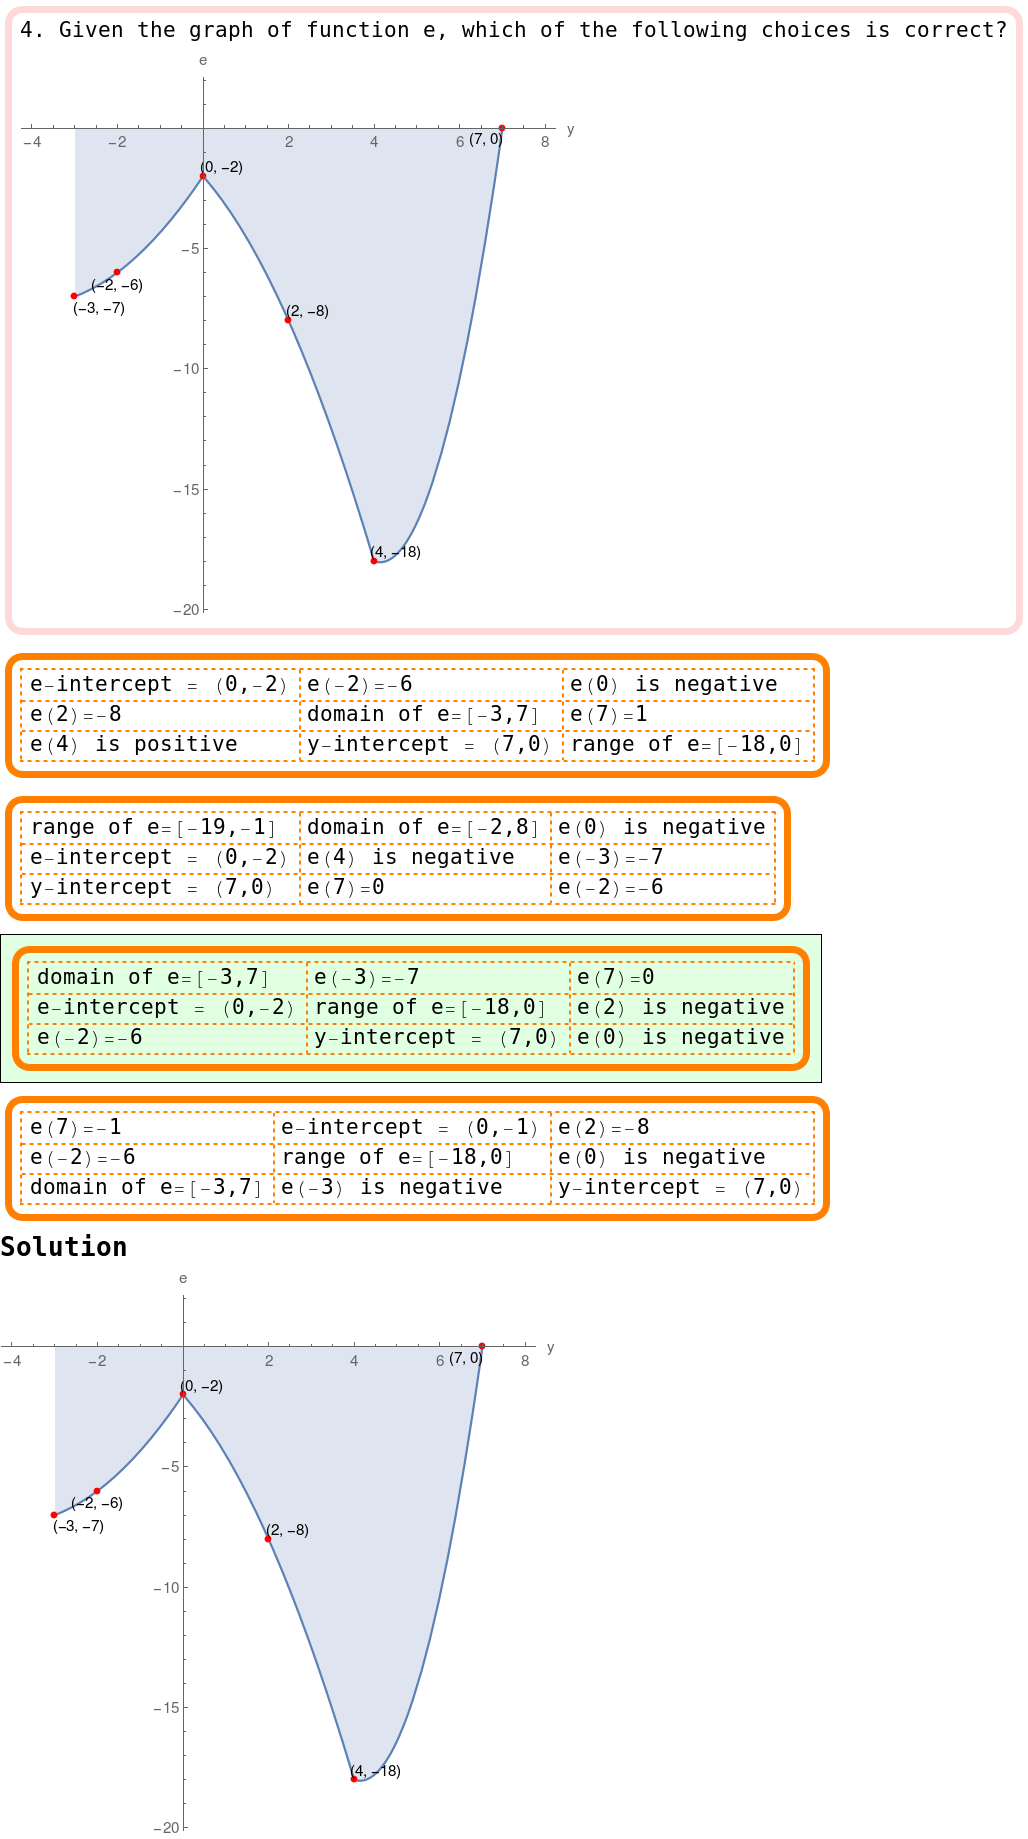 4. Given the graph of function e, which of the following choices is correct?
e
−4 −2 2 4 6 8 y
(7, 0)
(0, −2)
−5
(−2, −6)
(−3, −7)
(2, −8)
−10
−15
(4, −18)
−20
e-intercept = (0,-2) e(-2)=-6 e(0) is negative
e(2)=-8 domain of e=[-3,7] e(7)=1
e(4) is positive y-intercept = (7,0) range of e=[-18,0]
range of e=[-19,-1] domain of e=[-2,8] e(0) is negative
e-intercept = (0,-2) e(4) is negative e(-3)=-7
y-intercept = (7,0) e(7)=0 e(-2)=-6
domain of e=[-3,7] e(-3)=-7 e(7)=0
e-intercept = (0,-2) range of e=[-18,0] e(2) is negative
e(-2)=-6 y-intercept = (7,0) e(0) is negative
e(7)=-1 e-intercept = (0,-1) e(2)=-8
e(-2)=-6 range of e=[-18,0] e(0) is negative
domain of e=[-3,7] e(-3) is negative y-intercept = (7,0)
Solution
e
−4 −2 2 4 6 8 y
(7, 0)
(0, −2)
−5
(−2, −6)
(−3, −7)
(2, −8)
−10
−15
(4, −18)
−20